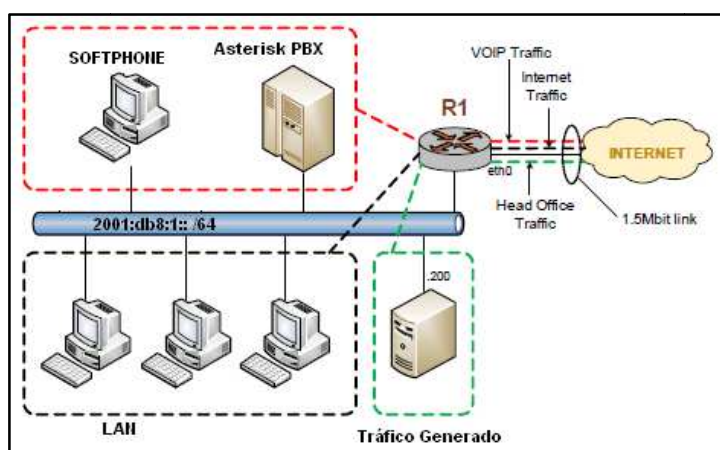 SOFTPHONE
Asterisk PBX
VOIP Traffic
Internet
Traffic
R1
INTERNET
eth0
Head Office
Traffic
1.5Mbit link
2001:db8:1:: /64
.200
LAN
Tráfico Generado